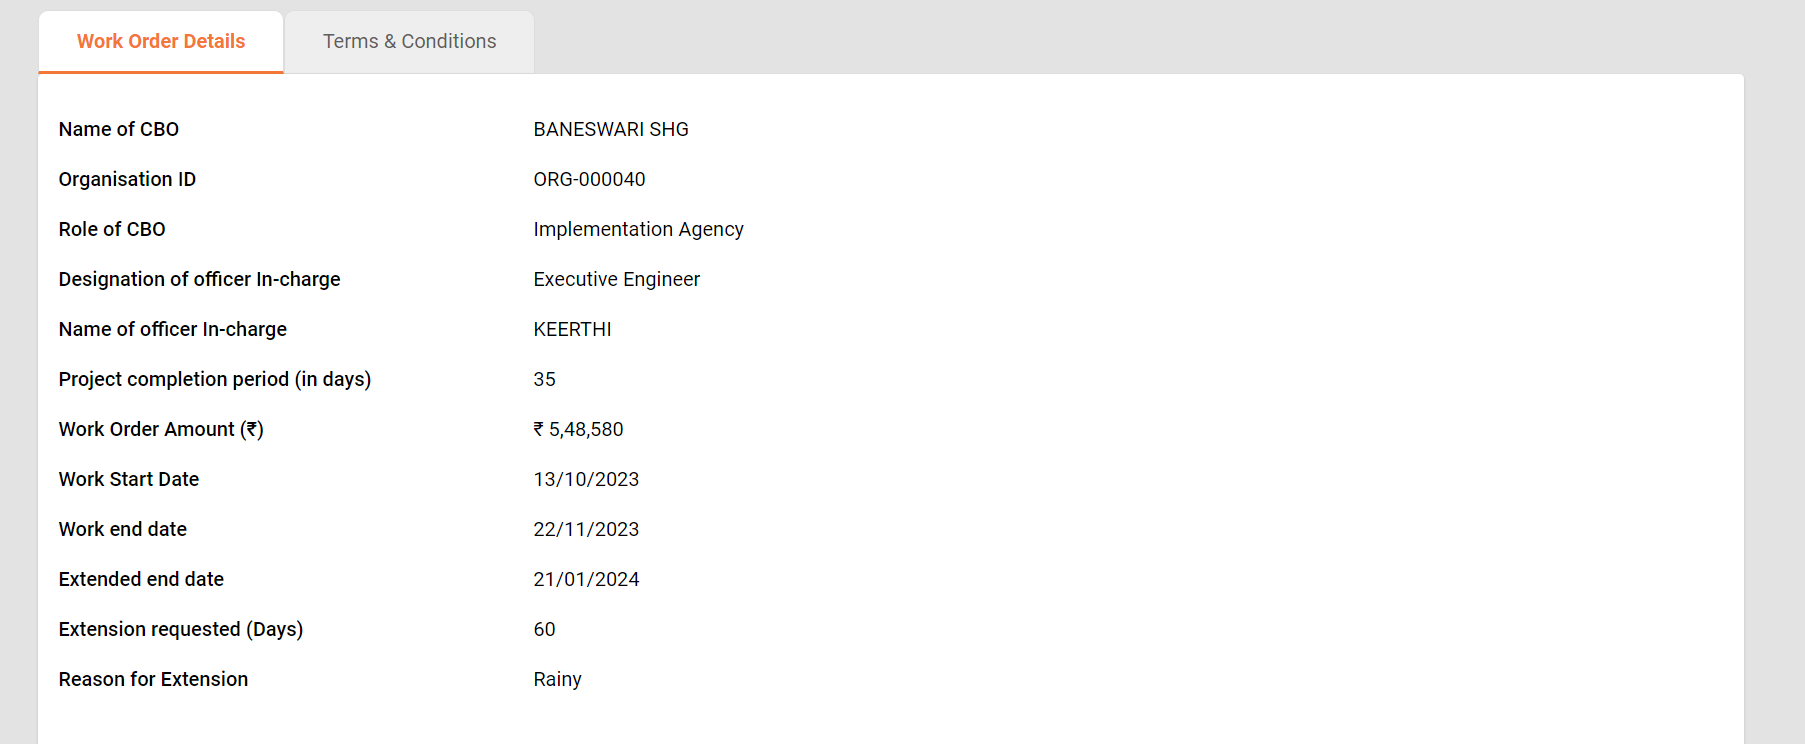 Work Order Details Terms & Conditions
Name of CBO BANESWARI SHG
Organisation ID ORG-000040
Role of CBO Implementation Agency
Designation of officer In-charge Executive Engineer
Name of officer In-charge KEERTHI
Project completion period (in days) 35
Work Order Amount (₹) ₹ 5,48,580
Work Start Date 13/10/2023
Work end date 22/11/2023
Extended end date 21/01/2024
Extension requested (Days) 60
Reason for Extension Rainy